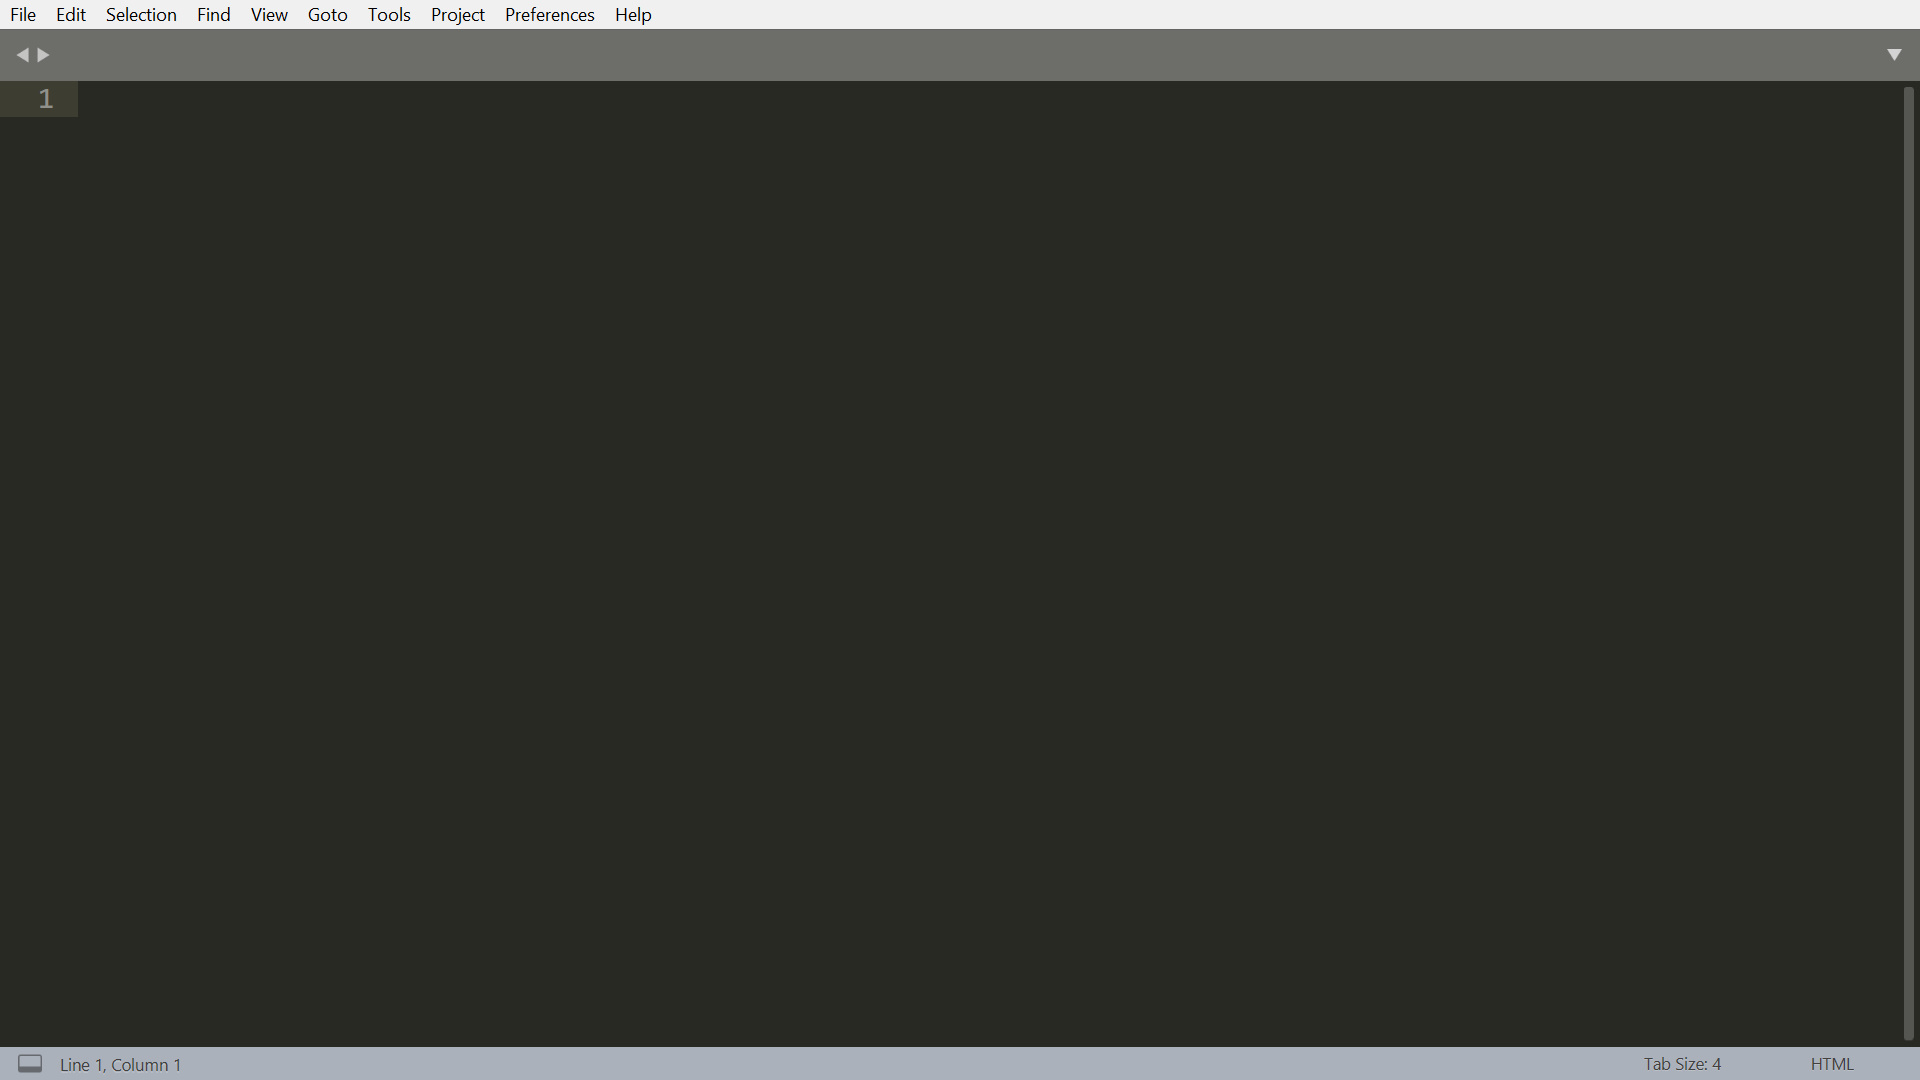 File Edit Selection Find View Goto Tools Project Preferences Help
1
Line 1, Column 1 Tab Size: 4 HTML